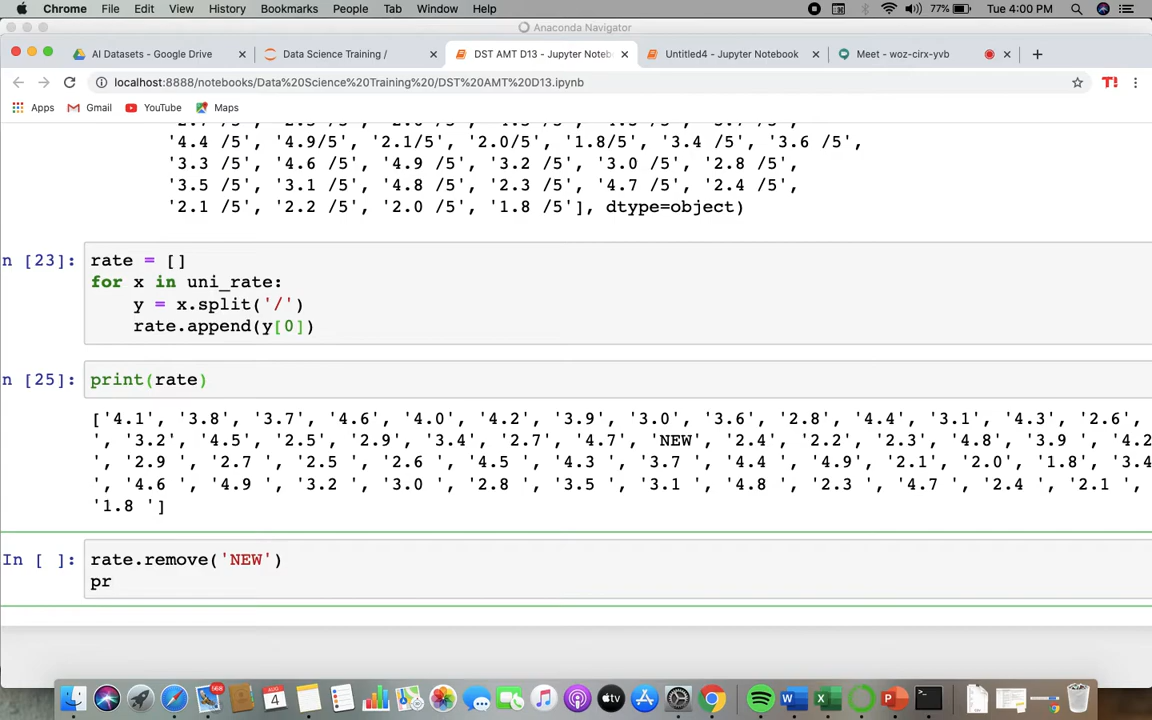 Chrome File Edit View History Bookmarks People Tab Window Help 77% Tue 4:00 PM
Anaconda Navigator
AI Datasets - Google Drive × Data Science Training / × DST AMT D13 - Jupyter Noteb × Untitled4 - Jupyter Notebook × Meet - woz-cirx-yvb × +
localhost:8888/notebooks/Data%20Science%20Training%20/DST%20AMT%20D13.ipynb T!
Apps Gmail YouTube Maps
'4.4 /5', '4.9/5', '2.1/5', '2.0/5', '1.8/5', '3.4 /5', '3.6 /5',
'3.3 /5', '4.6 /5', '4.9 /5', '3.2 /5', '3.0 /5', '2.8 /5',
'3.5 /5', '3.1 /5', '4.8 /5', '2.3 /5', '4.7 /5', '2.4 /5',
'2.1 /5', '2.2 /5', '2.0 /5', '1.8 /5'], dtype=object)
n [23]: rate = []
for x in uni_rate:
y = x.split('/')
rate.append(y[0])
n [25]: print(rate)
['4.1', '3.8', '3.7', '4.6', '4.0', '4.2', '3.9', '3.0', '3.6', '2.8', '4.4', '3.1', '4.3', '2.6',
', '3.2', '4.5', '2.5', '2.9', '3.4', '2.7', '4.7', 'NEW', '2.4', '2.2', '2.3', '4.8', '3.9 ', '4.2
', '2.9 ', '2.7 ', '2.5 ', '2.6 ', '4.5 ', '4.3 ', '3.7 ', '4.4 ', '4.9', '2.1', '2.0', '1.8', '3.4
', '4.6 ', '4.9 ', '3.2 ', '3.0 ', '2.8 ', '3.5 ', '3.1 ', '4.8 ', '2.3 ', '4.7 ', '2.4 ', '2.1 ',
'1.8 ']
In [ ]: rate.remove('NEW')
pr
568
AUG
4
tv